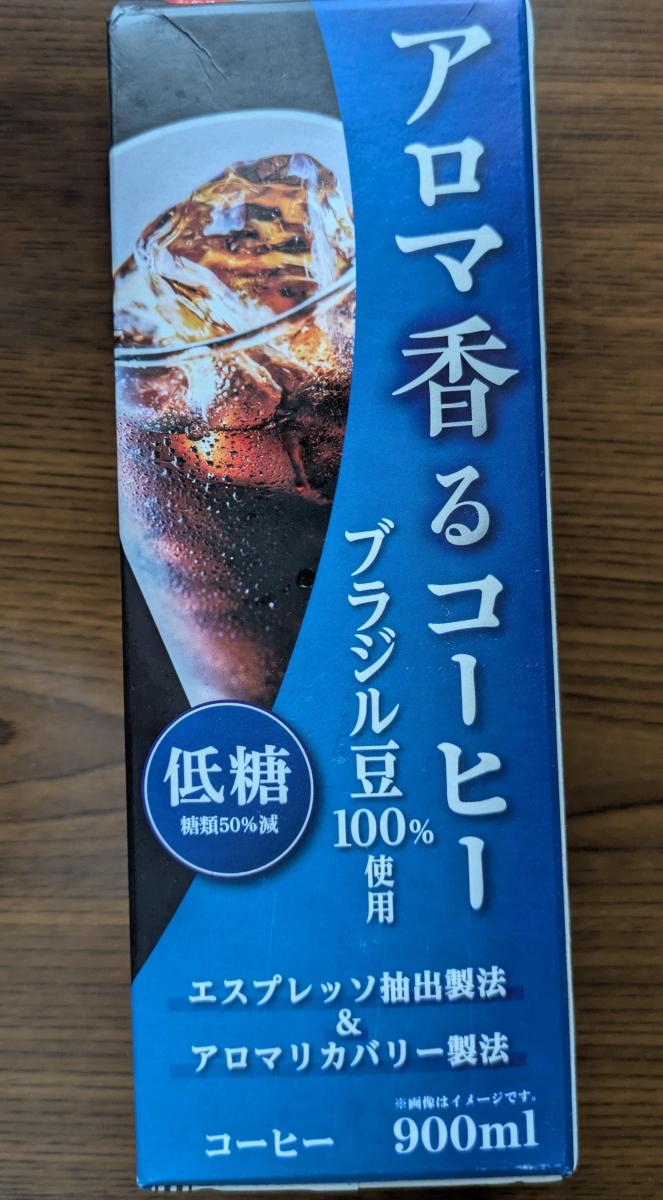 アロマ香るコーヒー
ブラジル豆100%使用
低糖
糖類50%減
エスプレッソ抽出製法
&
アロマリカバリー製法
※画像はイメージです。
コーヒー 900ml